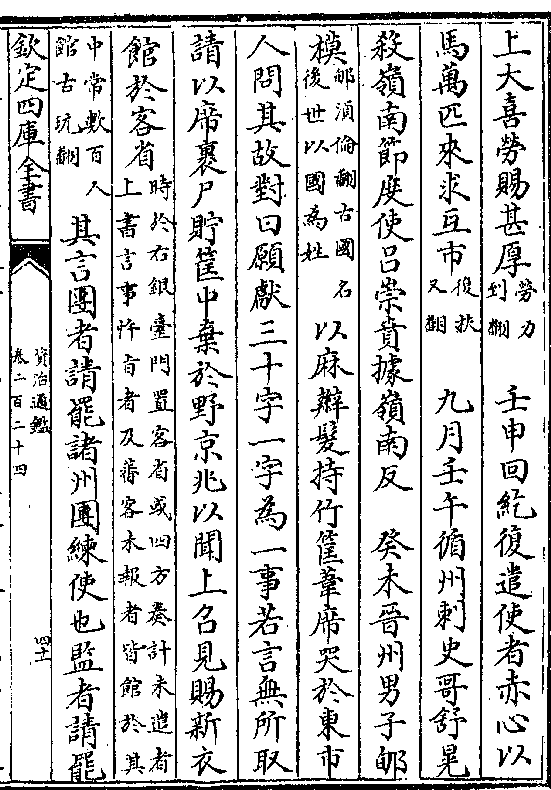 上大喜勞賜甚厚勞力到翻 壬申回紇復遣使者赤心以
馬萬匹來求互市復扶又翻 九月壬午循州刺史哥舒晃
殺嶺南節度使呂崇賁據嶺南反 癸未晉州男子郇
模郇須倫翻古國名後世以國為姓 以麻辮髮持竹筐葦席哭於東市
人問其故對曰願獻三十字一字為一事若言無所取
請以席裹尸貯筐中棄於野京兆以聞上召見賜新衣
館於客省時於右銀臺門置客省或四方奏計未遣者上書言事忤旨者及蕃客未報者皆館於其
中常數百人館古玩翻 其言團者請罷諸州團練使也監者請罷
欽定四庫全書
資治通鑑
卷二百二十四
四十